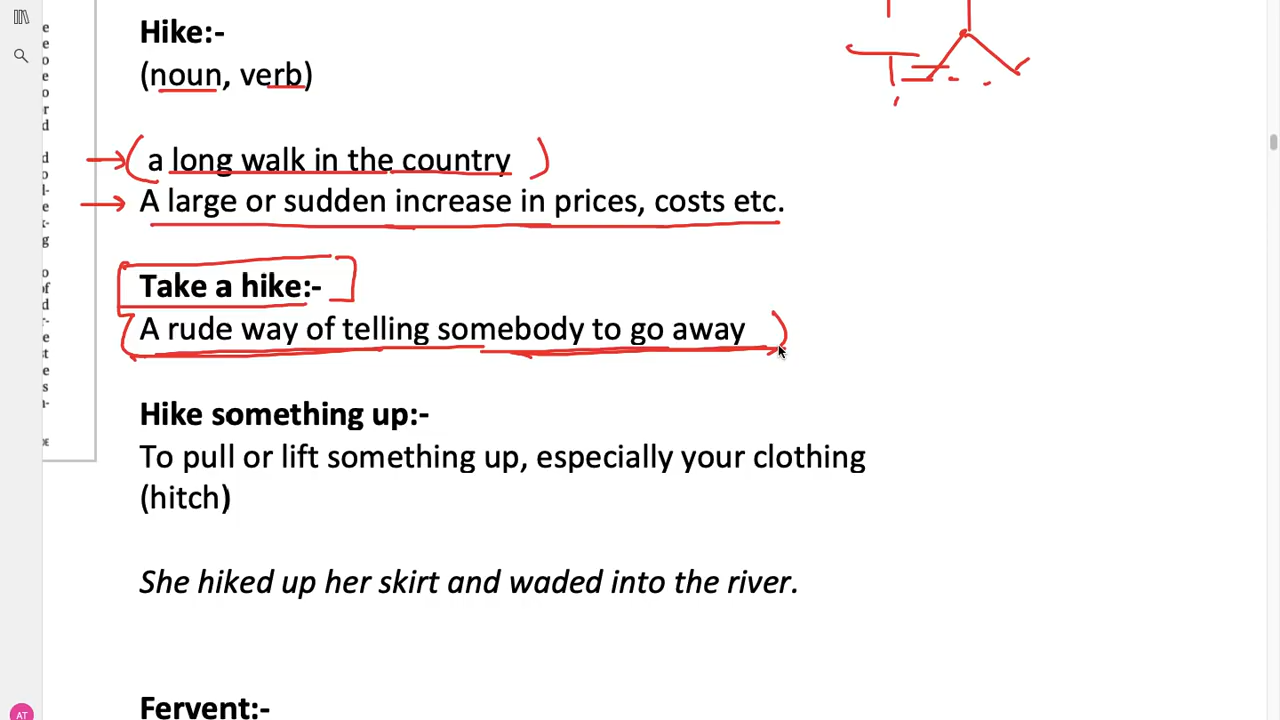 Hike:-
(noun, verb)
a long walk in the country
A large or sudden increase in prices, costs etc.
Take a hike:-
A rude way of telling somebody to go away
Hike something up:-
To pull or lift something up, especially your clothing
(hitch)
She hiked up her skirt and waded into the river.
Fervent:-
AT